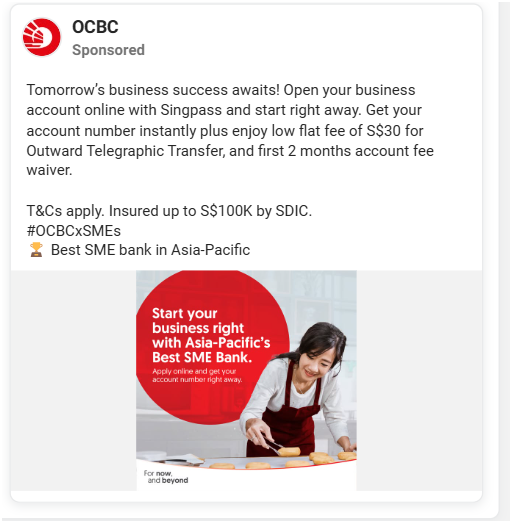 OCBC
Sponsored
Tomorrow's business success awaits! Open your business
account online with Singpass and start right away. Get your
account number instantly plus enjoy low flat fee of S$30 for
Outward Telegraphic Transfer, and first 2 months account fee
waiver.
T&Cs apply. Insured up to S$100K by SDIC.
#OCBCxSMEs
🏆 Best SME bank in Asia-Pacific
Start your
business right
with Asia-Pacific's
Best SME Bank.
Apply online and get your
account number right away.
For now,
and beyond